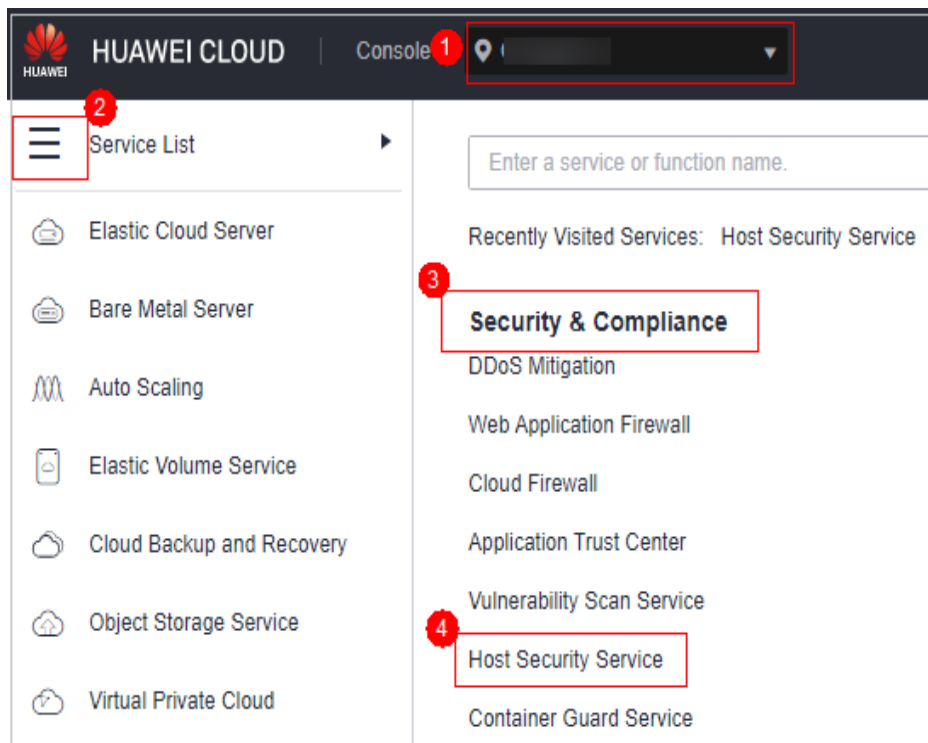 HUAWEI
HUAWEI CLOUD
Console
1
2
Service List
Elastic Cloud Server
Bare Metal Server
Auto Scaling
Elastic Volume Service
Cloud Backup and Recovery
Object Storage Service
Virtual Private Cloud
Enter a service or function name.
Recently Visited Services: Host Security Service
3
Security & Compliance
DDoS Mitigation
Web Application Firewall
Cloud Firewall
Application Trust Center
Vulnerability Scan Service
4
Host Security Service
Container Guard Service